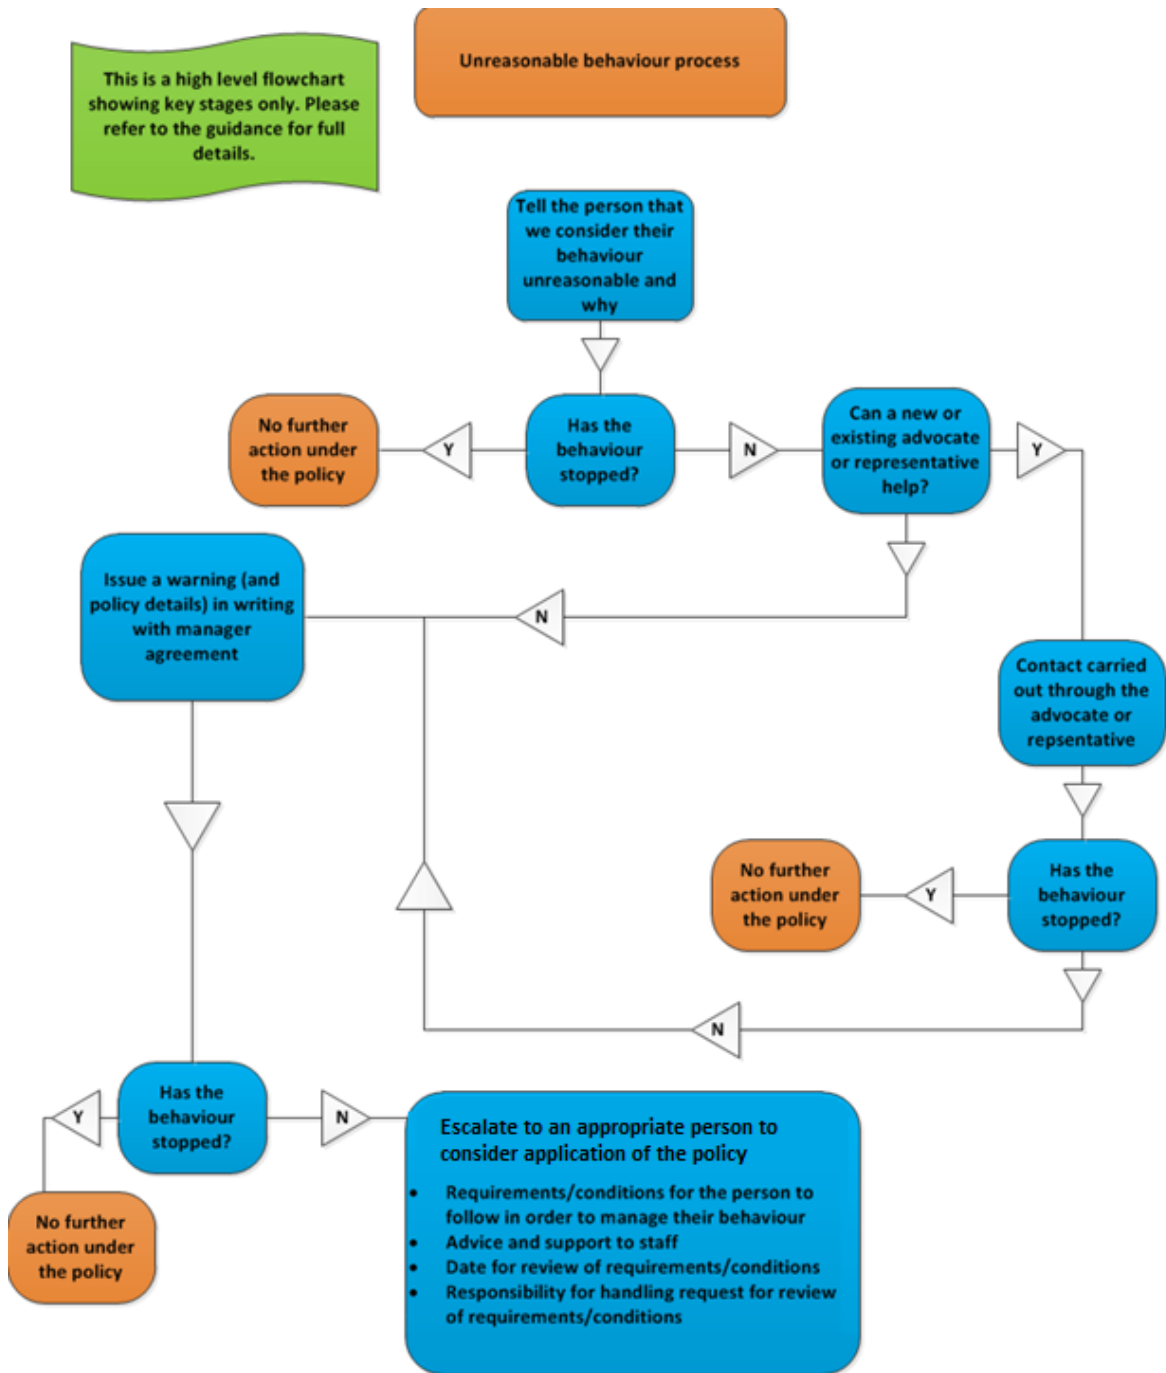 This is a high level flowchart
showing key stages only. Please
refer to the guidance for full
details.
Unreasonable behaviour process
Tell the person that
we consider their
behaviour
unreasonable and
why
No further
action under
the policy
Y
Has the
behaviour
stopped?
N
Can a new or
existing advocate
or representative
help?
Y
Issue a warning (and
policy details) in writing
with manager
agreement
N
Contact carried
out through the
advocate or
repsentative
No further
action under
the policy
Y
Has the
behaviour
stopped?
N
Y
Has the
behaviour
stopped?
N
No further
action under
the policy
Escalate to an appropriate person to
consider application of the policy
• Requirements/conditions for the person to
follow in order to manage their behaviour
• Advice and support to staff
• Date for review of requirements/conditions
• Responsibility for handling request for review
of requirements/conditions